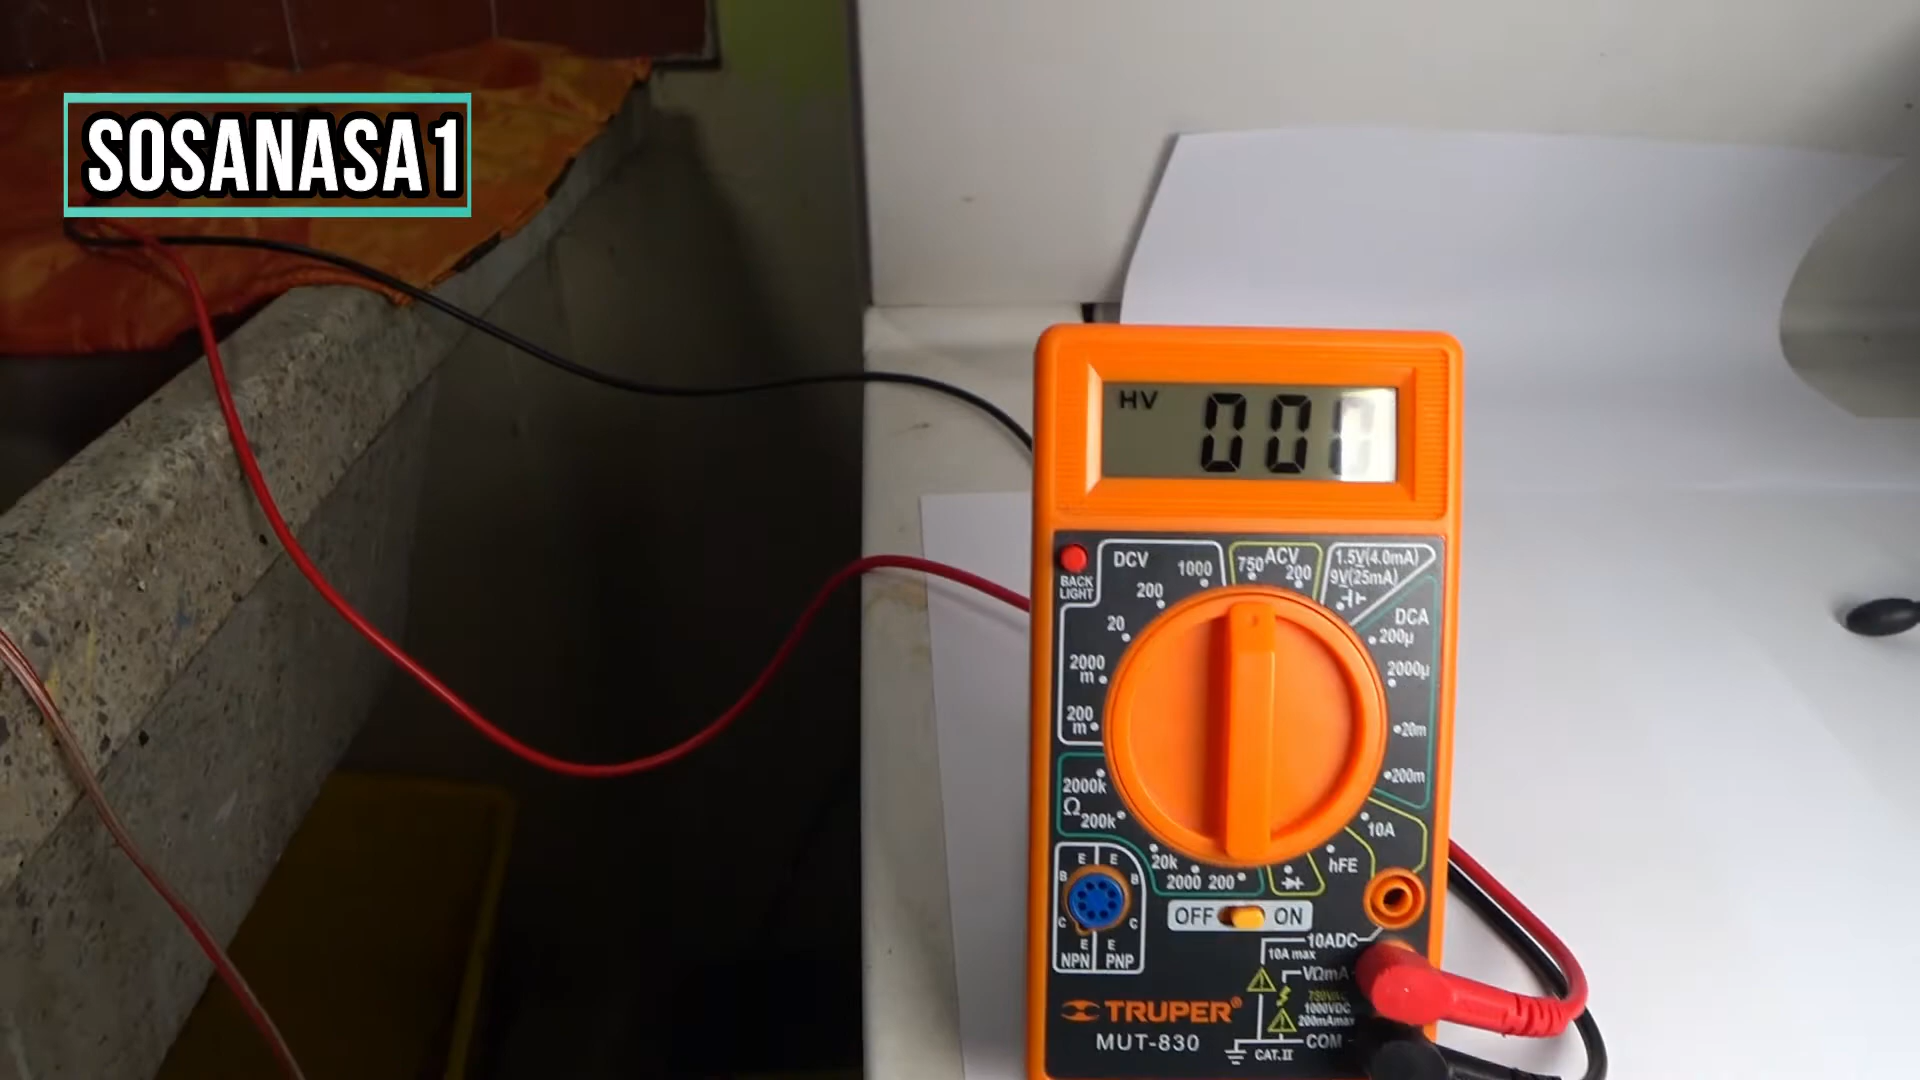 SOSANASA1
HV 00
BACK
LIGHT
DCV
1000
200
20
2000
m
200
m
750 ACV 200
1.5V(4.0mA)
9V(25mA)
DCA
200µ
2000µ
20m
200m
10A
hFE
2000k
Ω
200k
20k
2000 200
OFF ON
E E
B B
C C
E E
NPN PNP
10ADC
10A max
VΩmA
750VAC
1000VDC
200mAmax
COM
CAT.II
TRUPER®
MUT-830